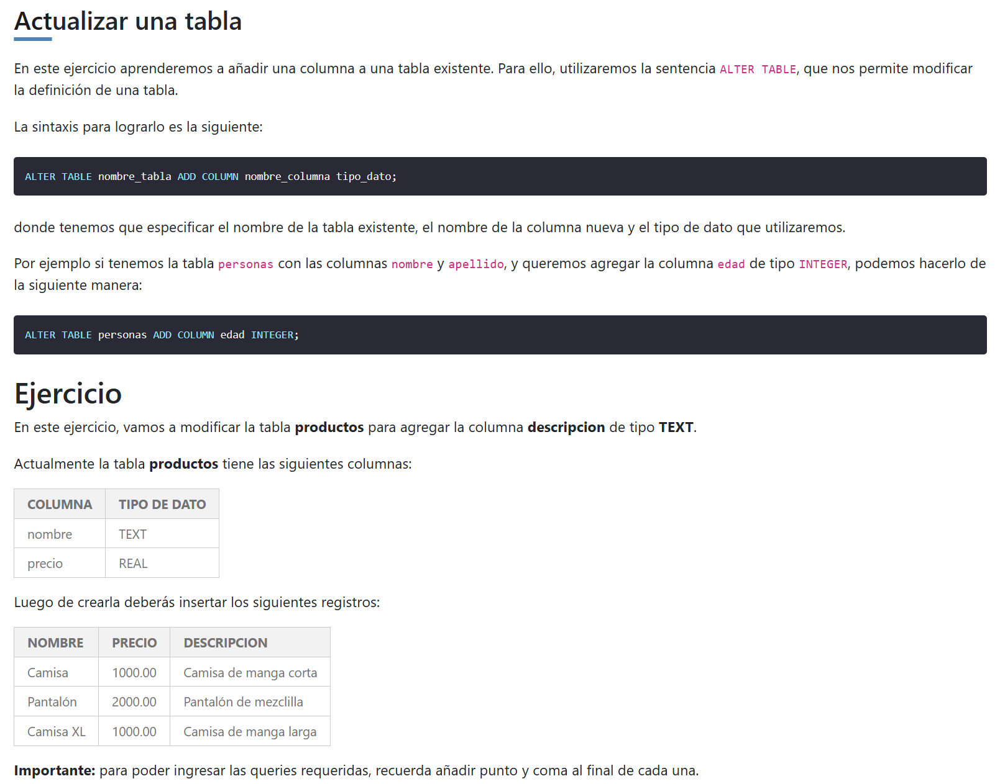 Actualizar una tabla
En este ejercicio aprenderemos a añadir una columna a una tabla existente. Para ello, utilizaremos la sentencia ALTER TABLE, que nos permite modificar
la definición de una tabla.
La sintaxis para lograrlo es la siguiente:
ALTER TABLE nombre_tabla ADD COLUMN nombre_columna tipo_dato;
donde tenemos que especificar el nombre de la tabla existente, el nombre de la columna nueva y el tipo de dato que utilizaremos.
Por ejemplo si tenemos la tabla personas con las columnas nombre y apellido, y queremos agregar la columna edad de tipo INTEGER, podemos hacerlo de
la siguiente manera:
ALTER TABLE personas ADD COLUMN edad INTEGER;
Ejercicio
En este ejercicio, vamos a modificar la tabla productos para agregar la columna descripcion de tipo TEXT.
Actualmente la tabla productos tiene las siguientes columnas:
COLUMNA TIPO DE DATO
nombre TEXT
precio REAL
Luego de crearla deberás insertar los siguientes registros:
NOMBRE PRECIO DESCRIPCION
Camisa 1000.00 Camisa de manga corta
Pantalón 2000.00 Pantalón de mezclilla
Camisa XL 1000.00 Camisa de manga larga
Importante: para poder ingresar las queries requeridas, recuerda añadir punto y coma al final de cada una.